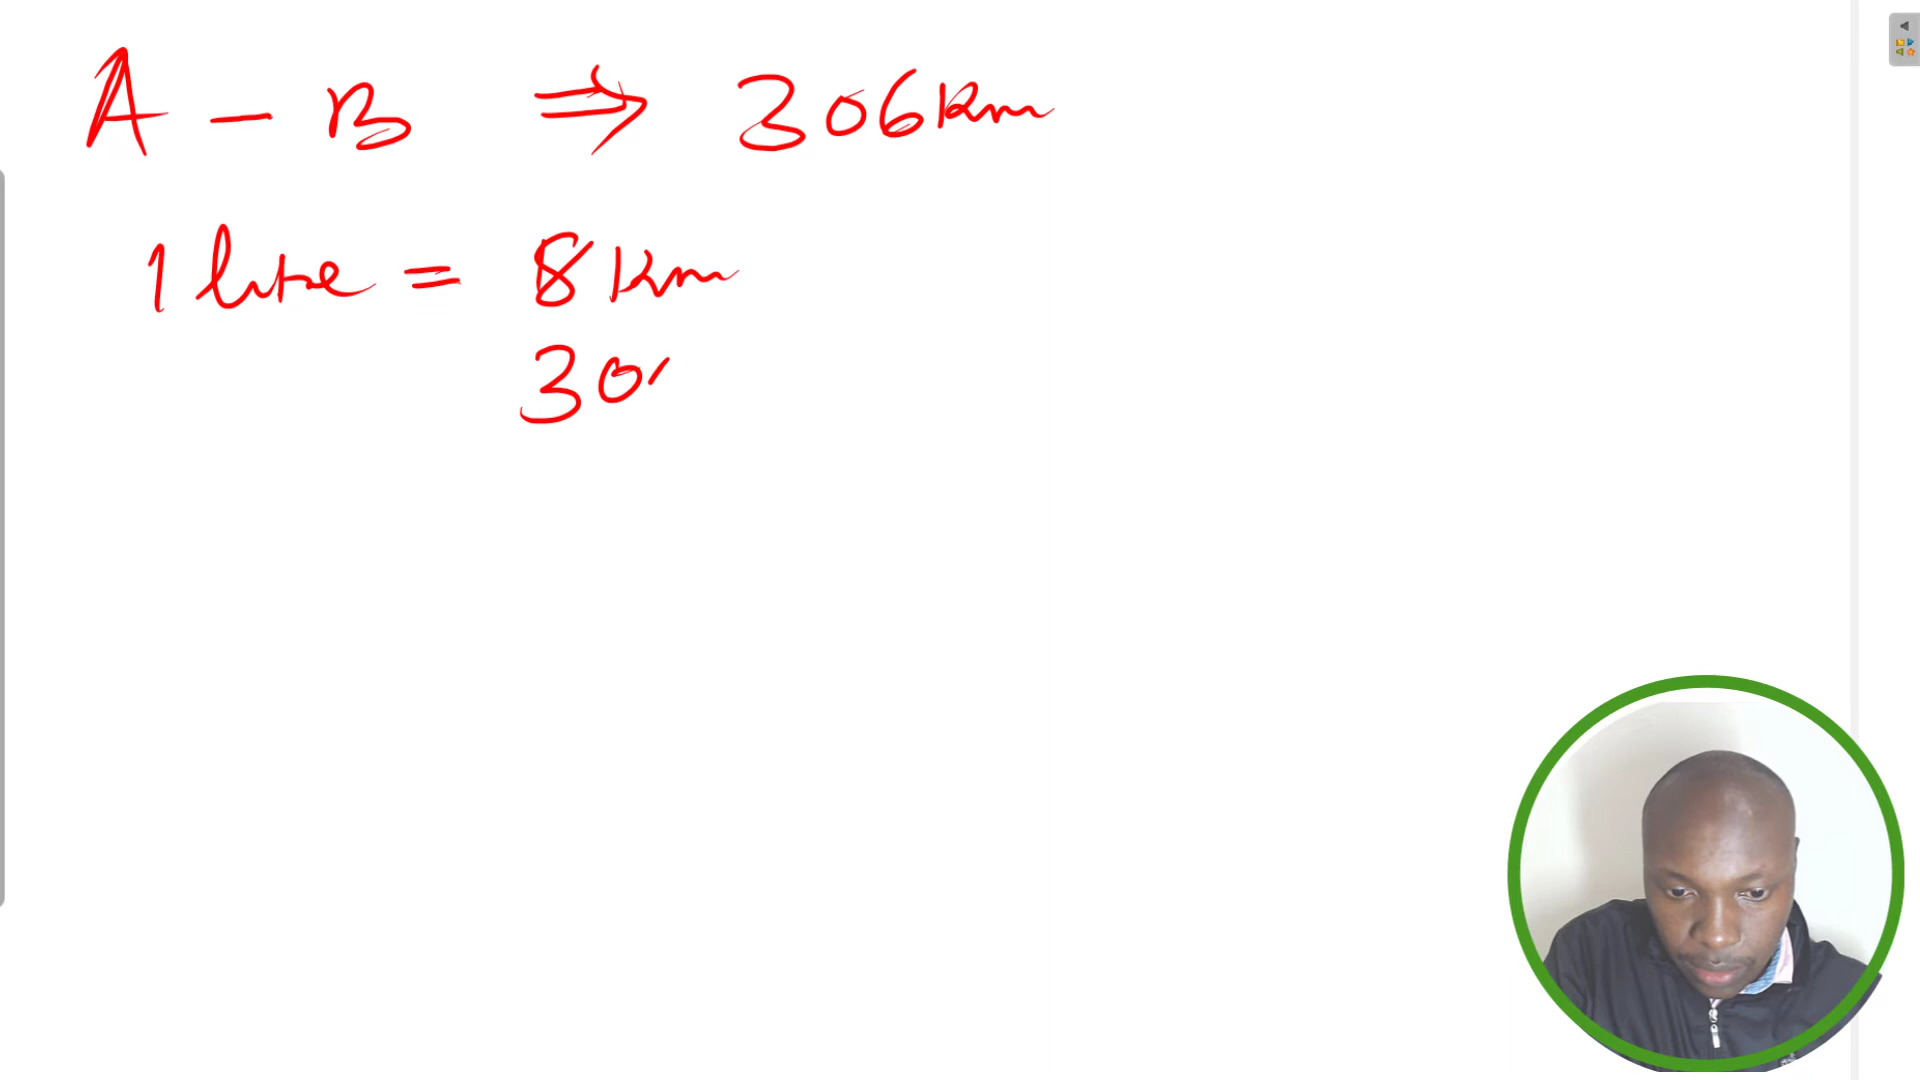 A - B ⇒ 306km
1 litre = 8km
30